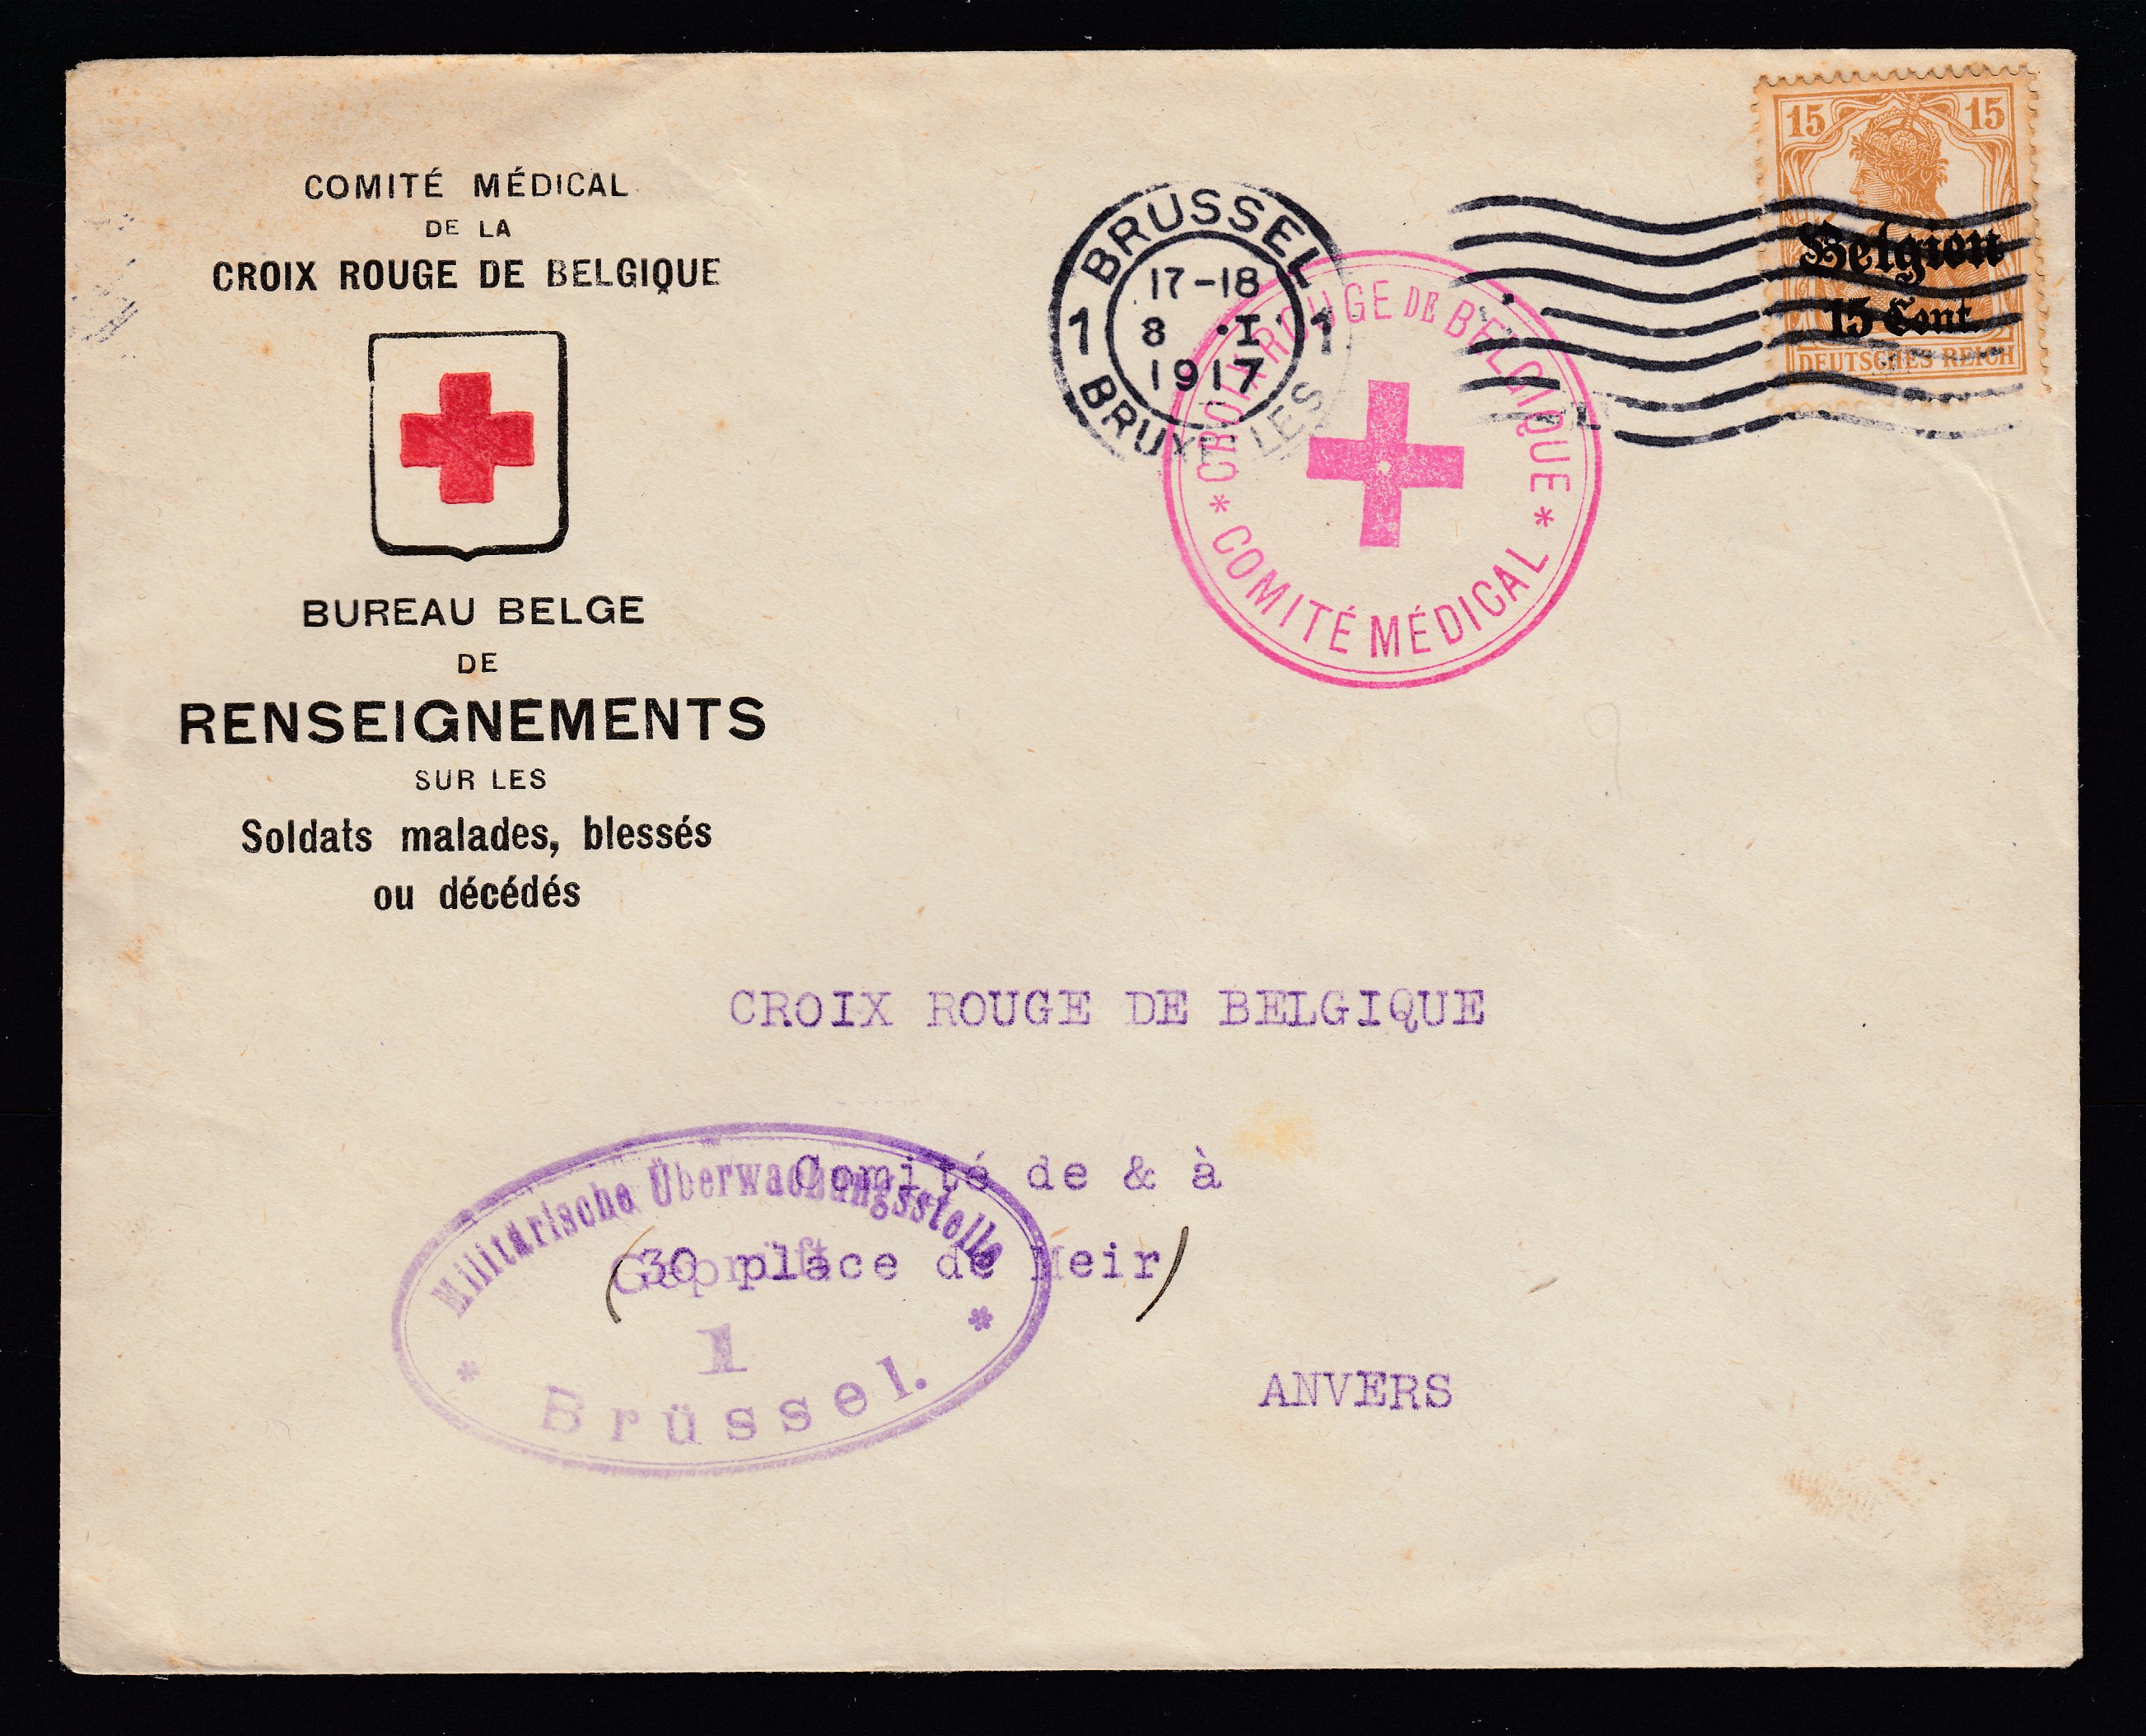 COMITÉ MÉDICAL
DE LA
CROIX ROUGE DE BELGIQUE
BUREAU BELGE
DE
RENSEIGNEMENTS
SUR LES
Soldats malades, blessés
ou décédés
BRUSSEL
17-18
1 8 ·I· 1
1917
BRUXELLES
CROIX ROUGE DE BELGIQUE
* COMITÉ MÉDICAL *
15 15
Belgien
15 Cent.
DEUTSCHES REICH
CROIX ROUGE DE BELGIQUE
Comité de & à
(30 place de Meir)
ANVERS
Militärische Überwachungsstelle
Geprüft
1
* Brüssel. *